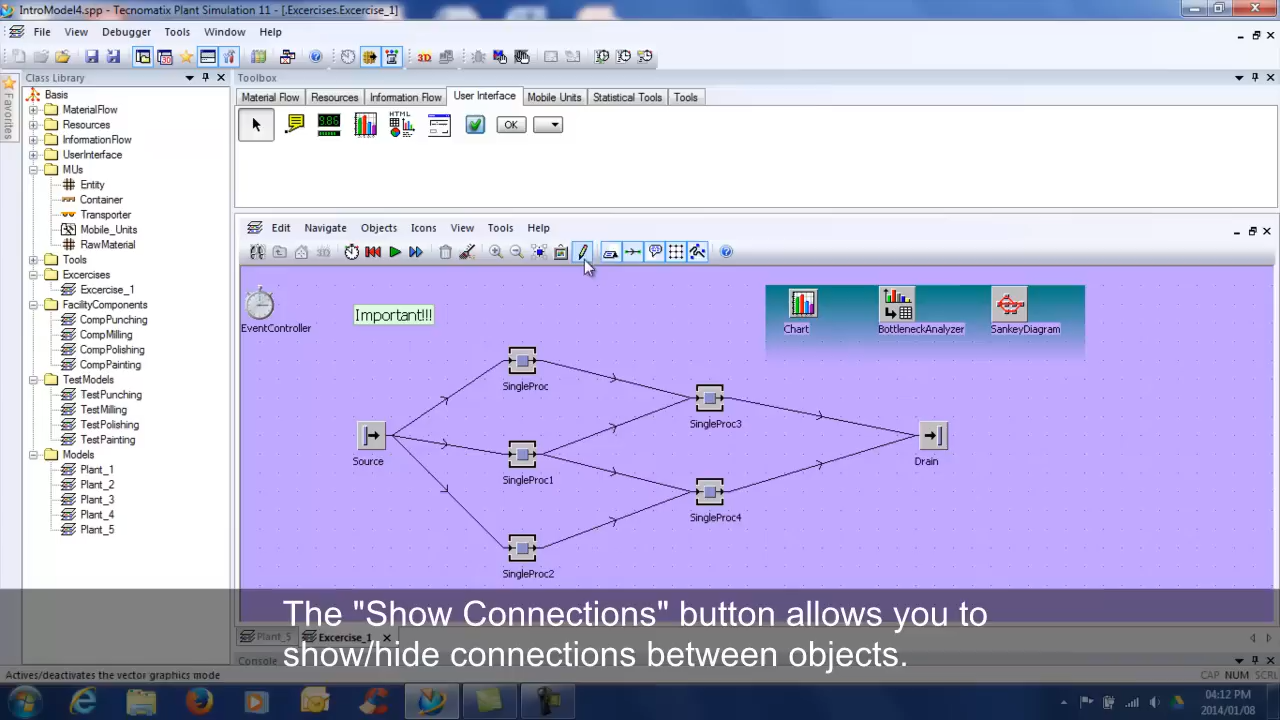 IntroModel4.spp - Tecnomatix Plant Simulation 11 - [.Excercises.Excercise_1]
File View Debugger Tools Window Help
3D
Class Library
Toolbox
Favorites
Basis
MaterialFlow
Resources
InformationFlow
UserInterface
MUs
Entity
Container
Transporter
Mobile_Units
RawMaterial
Tools
Excercises
Excercise_1
FacilityComponents
CompPunching
CompMilling
CompPolishing
CompPainting
TestModels
TestPunching
TestMilling
TestPolishing
TestPainting
Models
Plant_1
Plant_2
Plant_3
Plant_4
Plant_5
Material Flow Resources Information Flow User Interface Mobile Units Statistical Tools Tools
HTML
OK
Edit Navigate Objects Icons View Tools Help
EventController
Important!!!
Chart
BottleneckAnalyzer
SankeyDiagram
SingleProc
SingleProc3
Source
SingleProc1
Drain
SingleProc4
SingleProc2
The "Show Connections" button allows you to
show/hide connections between objects.
Plant_5 Excercise_1
Console
Actives/deactivates the vector graphics mode
CAP NUM SCRL
04:12 PM
2014/01/08